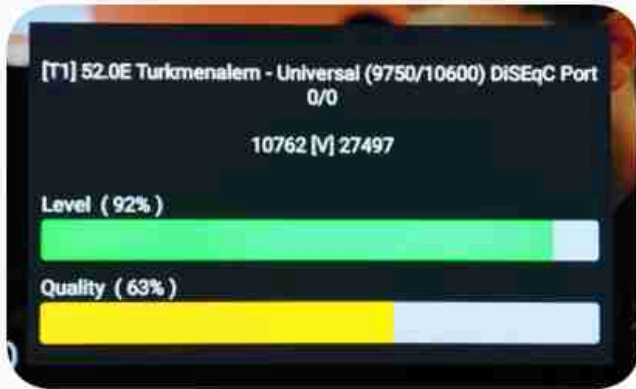 [T1] 52.0E Turkmenalem - Universal (9750/10600) DiSEqC Port
0/0
10762 [V] 27497
Level ( 92% )
Quality ( 63% )